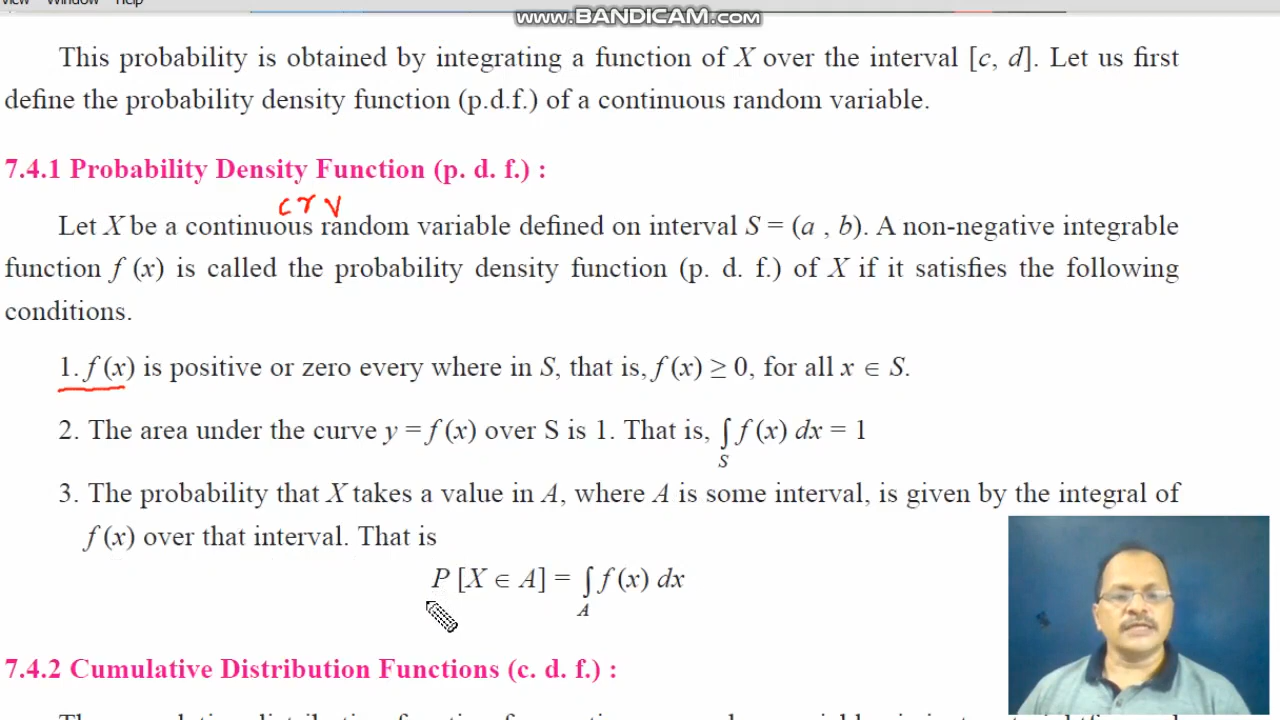 View Window Help
www.BANDICAM.com
This probability is obtained by integrating a function of X over the interval [c, d]. Let us first
define the probability density function (p.d.f.) of a continuous random variable.
7.4.1 Probability Density Function (p. d. f.) :
c r v
Let X be a continuous random variable defined on interval S = (a , b). A non-negative integrable
function f (x) is called the probability density function (p. d. f.) of X if it satisfies the following
conditions.
1. f (x) is positive or zero every where in S, that is, f (x) ≥ 0, for all x ∈ S.
2. The area under the curve y = f (x) over S is 1. That is, ∫ f (x) dx = 1
S
3. The probability that X takes a value in A, where A is some interval, is given by the integral of
f (x) over that interval. That is
P [X ∈ A] = ∫ f (x) dx
A
7.4.2 Cumulative Distribution Functions (c. d. f.) :